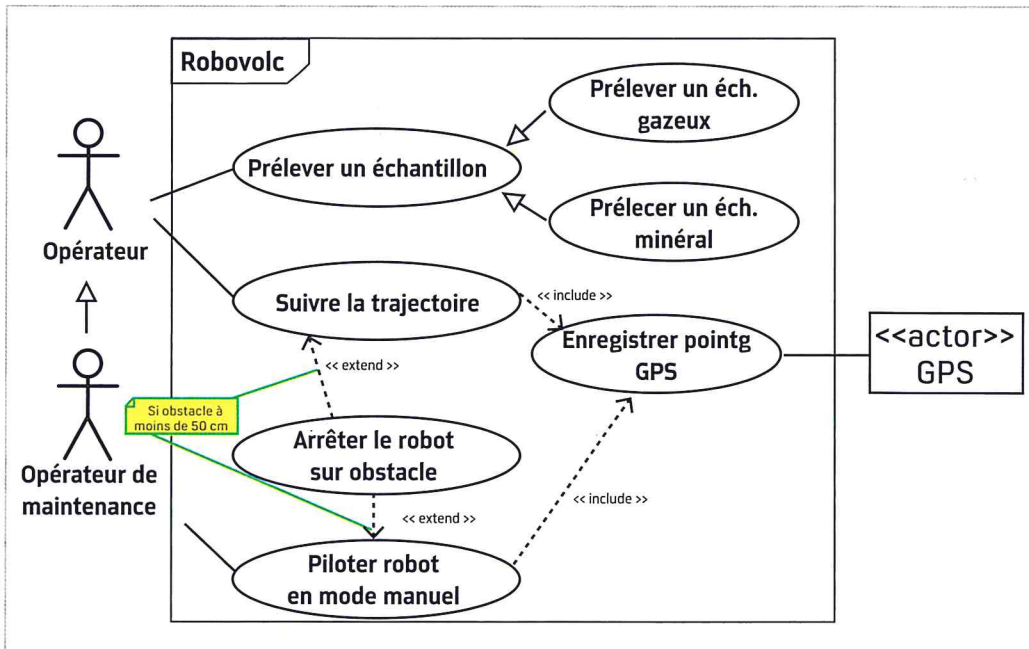 Robovolc
Prélever un éch.
gazeux
Prélever un échantillon
Prélecer un éch.
minéral
Opérateur
Suivre la trajectoire
<< include >>
Enregistrer pointg
GPS
<<actor>>
GPS
<< extend >>
Si obstacle à
moins de 50 cm
Arrêter le robot
sur obstacle
Opérateur de
maintenance
<< include >>
<< extend >>
Piloter robot
en mode manuel